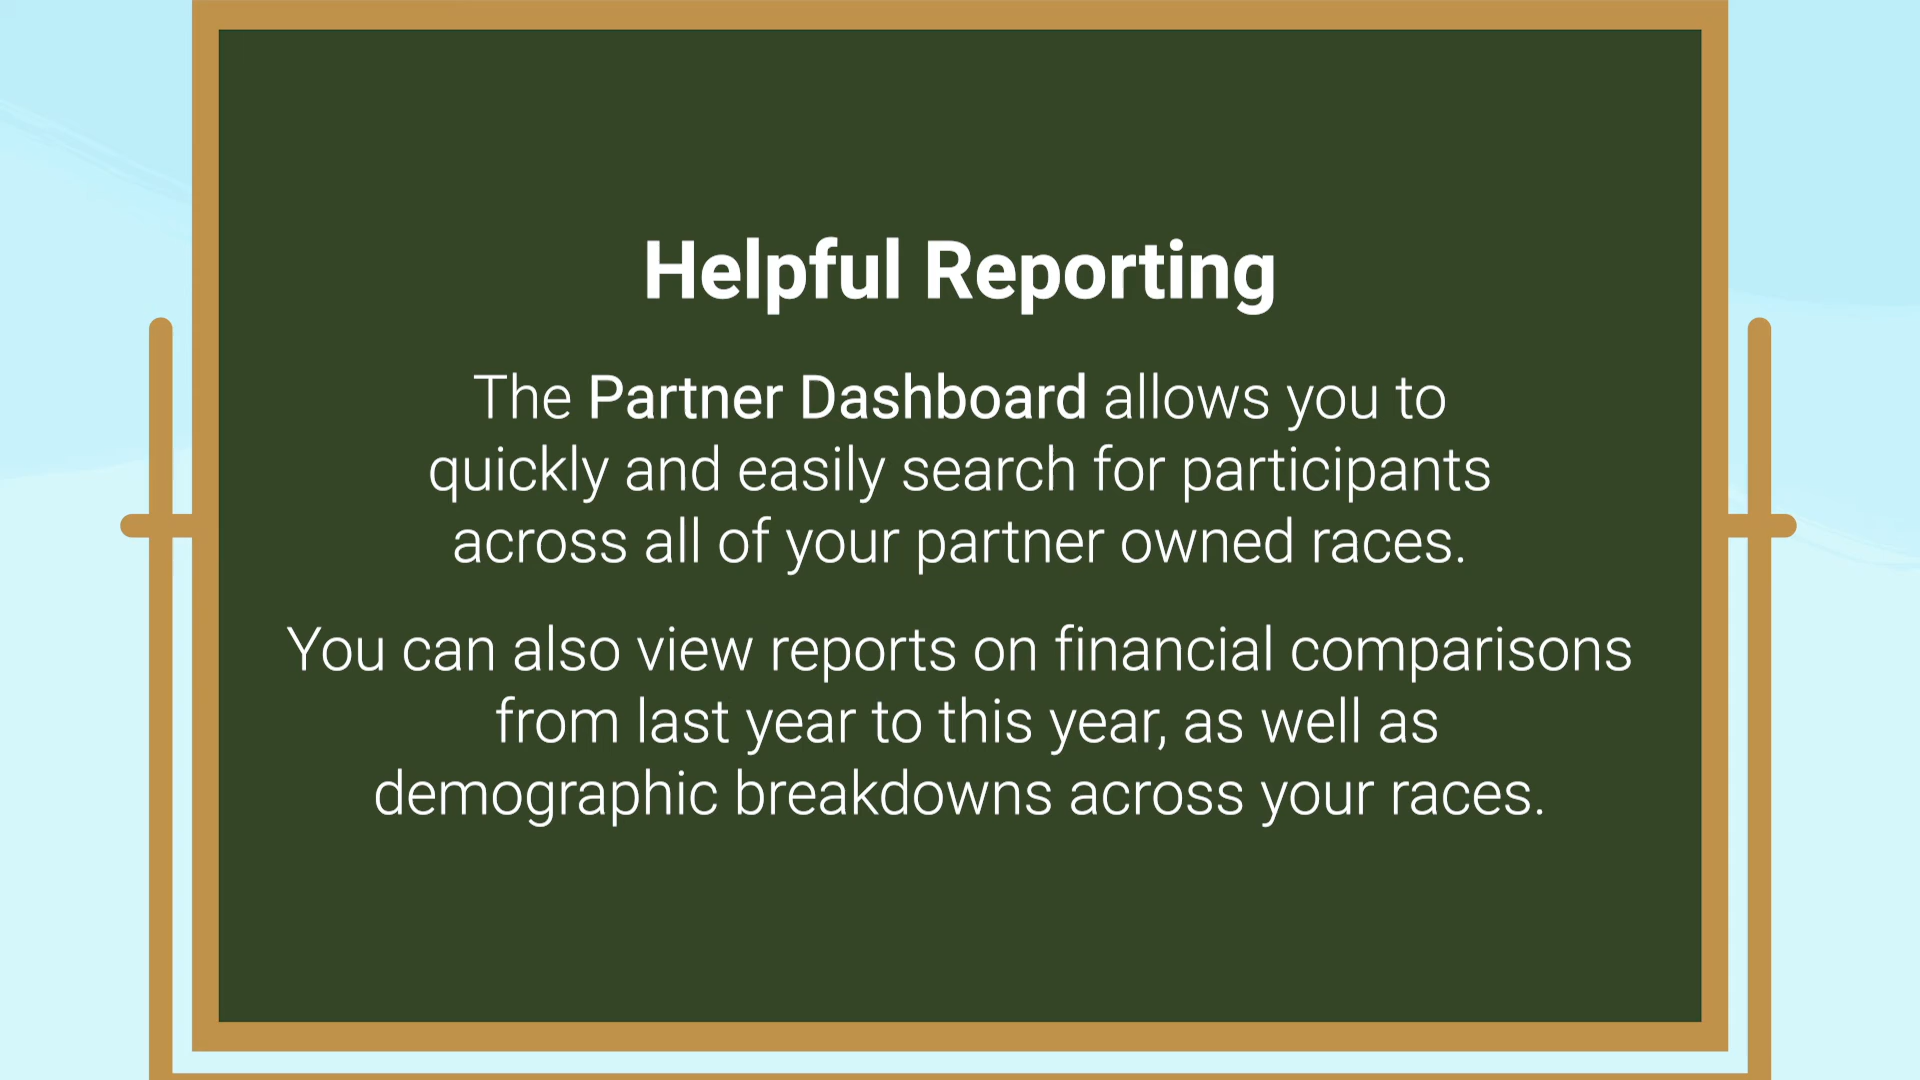 Helpful Reporting
The Partner Dashboard allows you to
quickly and easily search for participants
across all of your partner owned races.
You can also view reports on financial comparisons
from last year to this year, as well as
demographic breakdowns across your races.